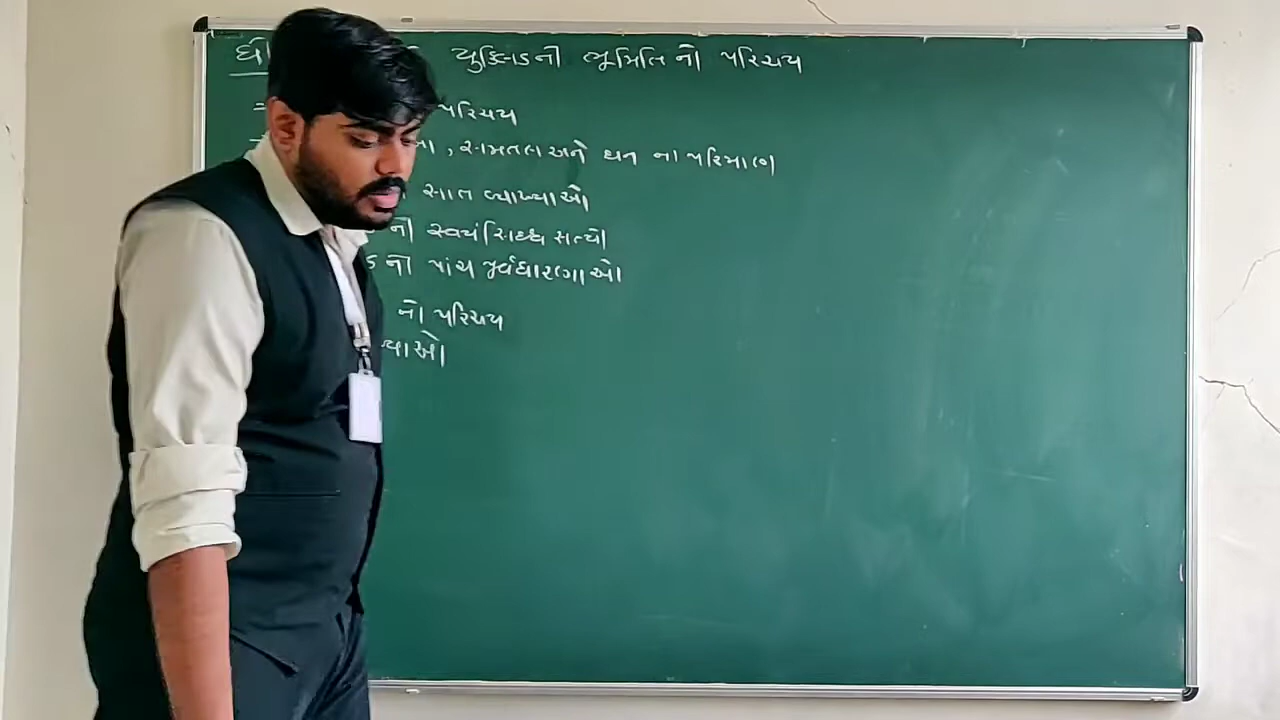 યુક્લિડની ભૂમિતિ નો પરિચય
પરિચય
, સમતલ અને ઘન ના પરિમાણ
સાત વ્યાખ્યાઓ
ની સ્વયંસિધ્ધ સત્યો
ની પાંચ પૂર્વધારણાઓ
નો પરિચય